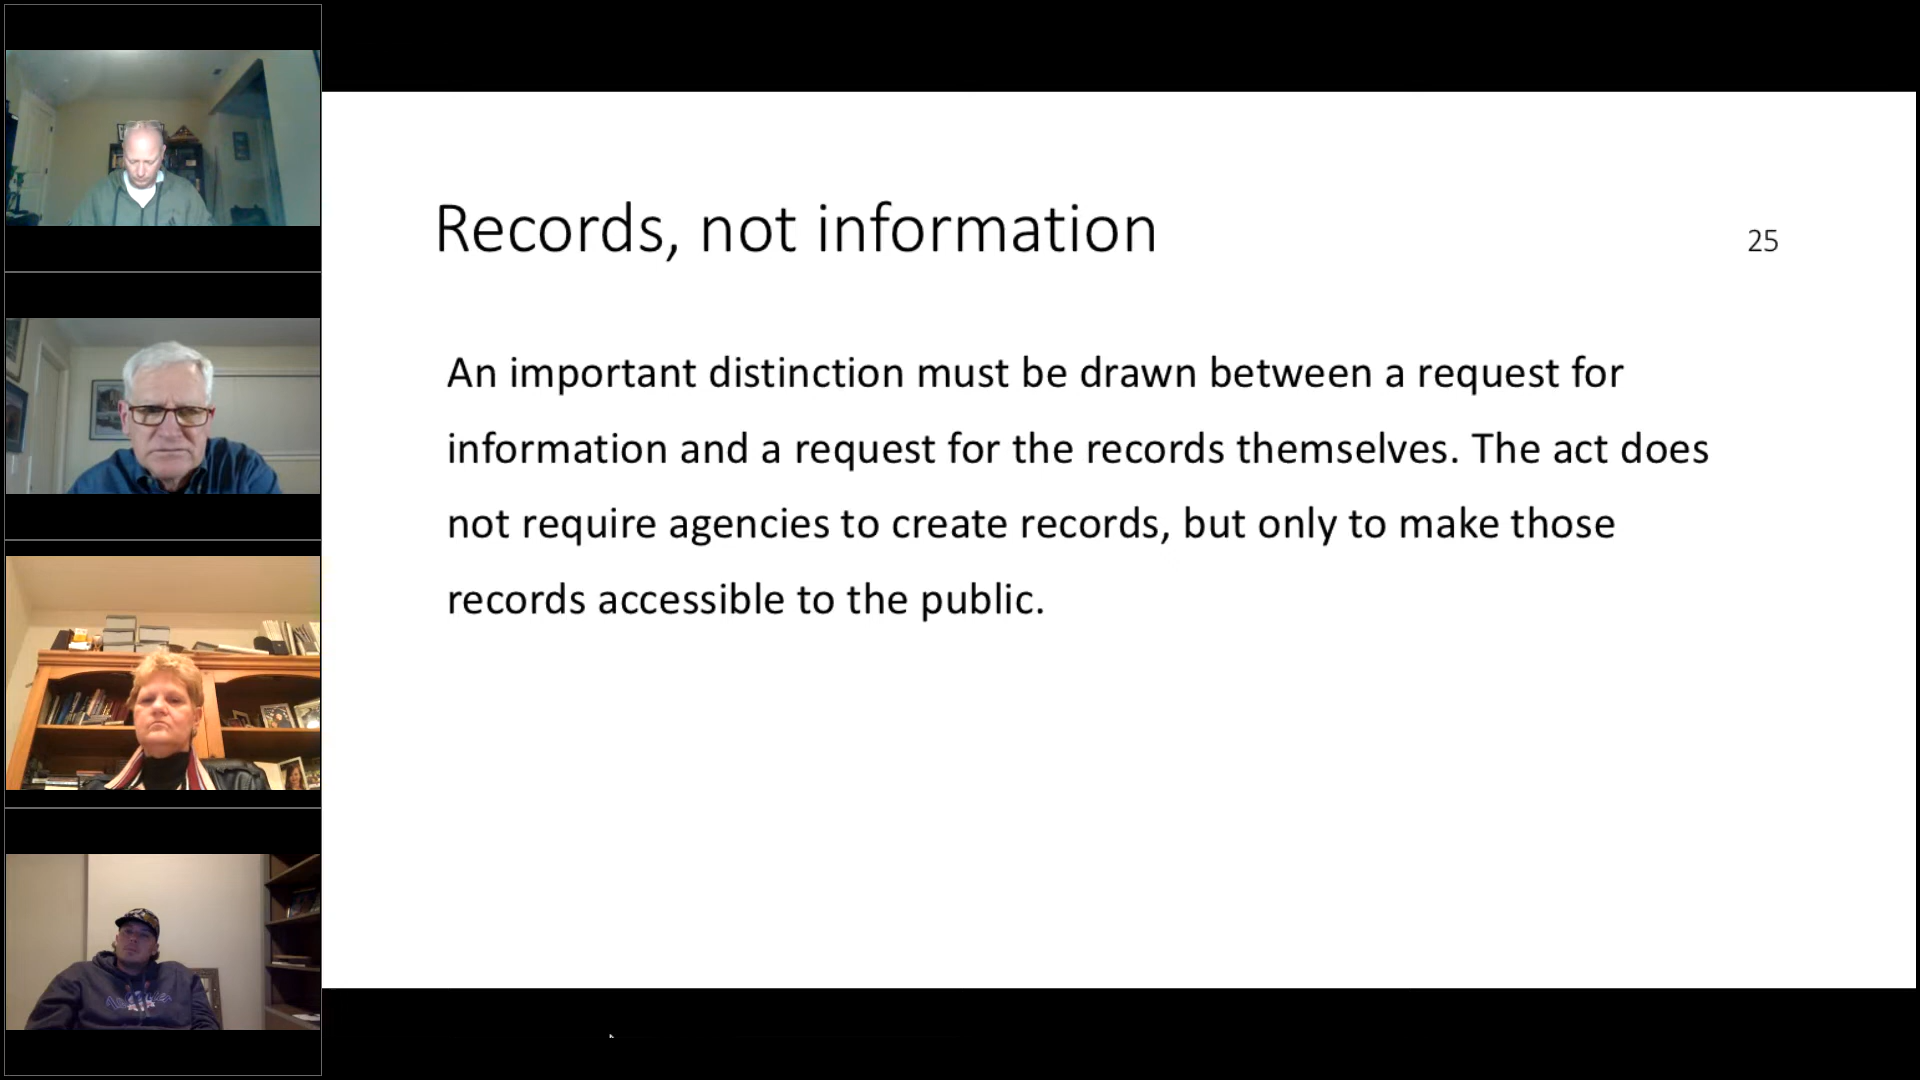 Records, not information
25
An important distinction must be drawn between a request for
information and a request for the records themselves. The act does
not require agencies to create records, but only to make those
records accessible to the public.